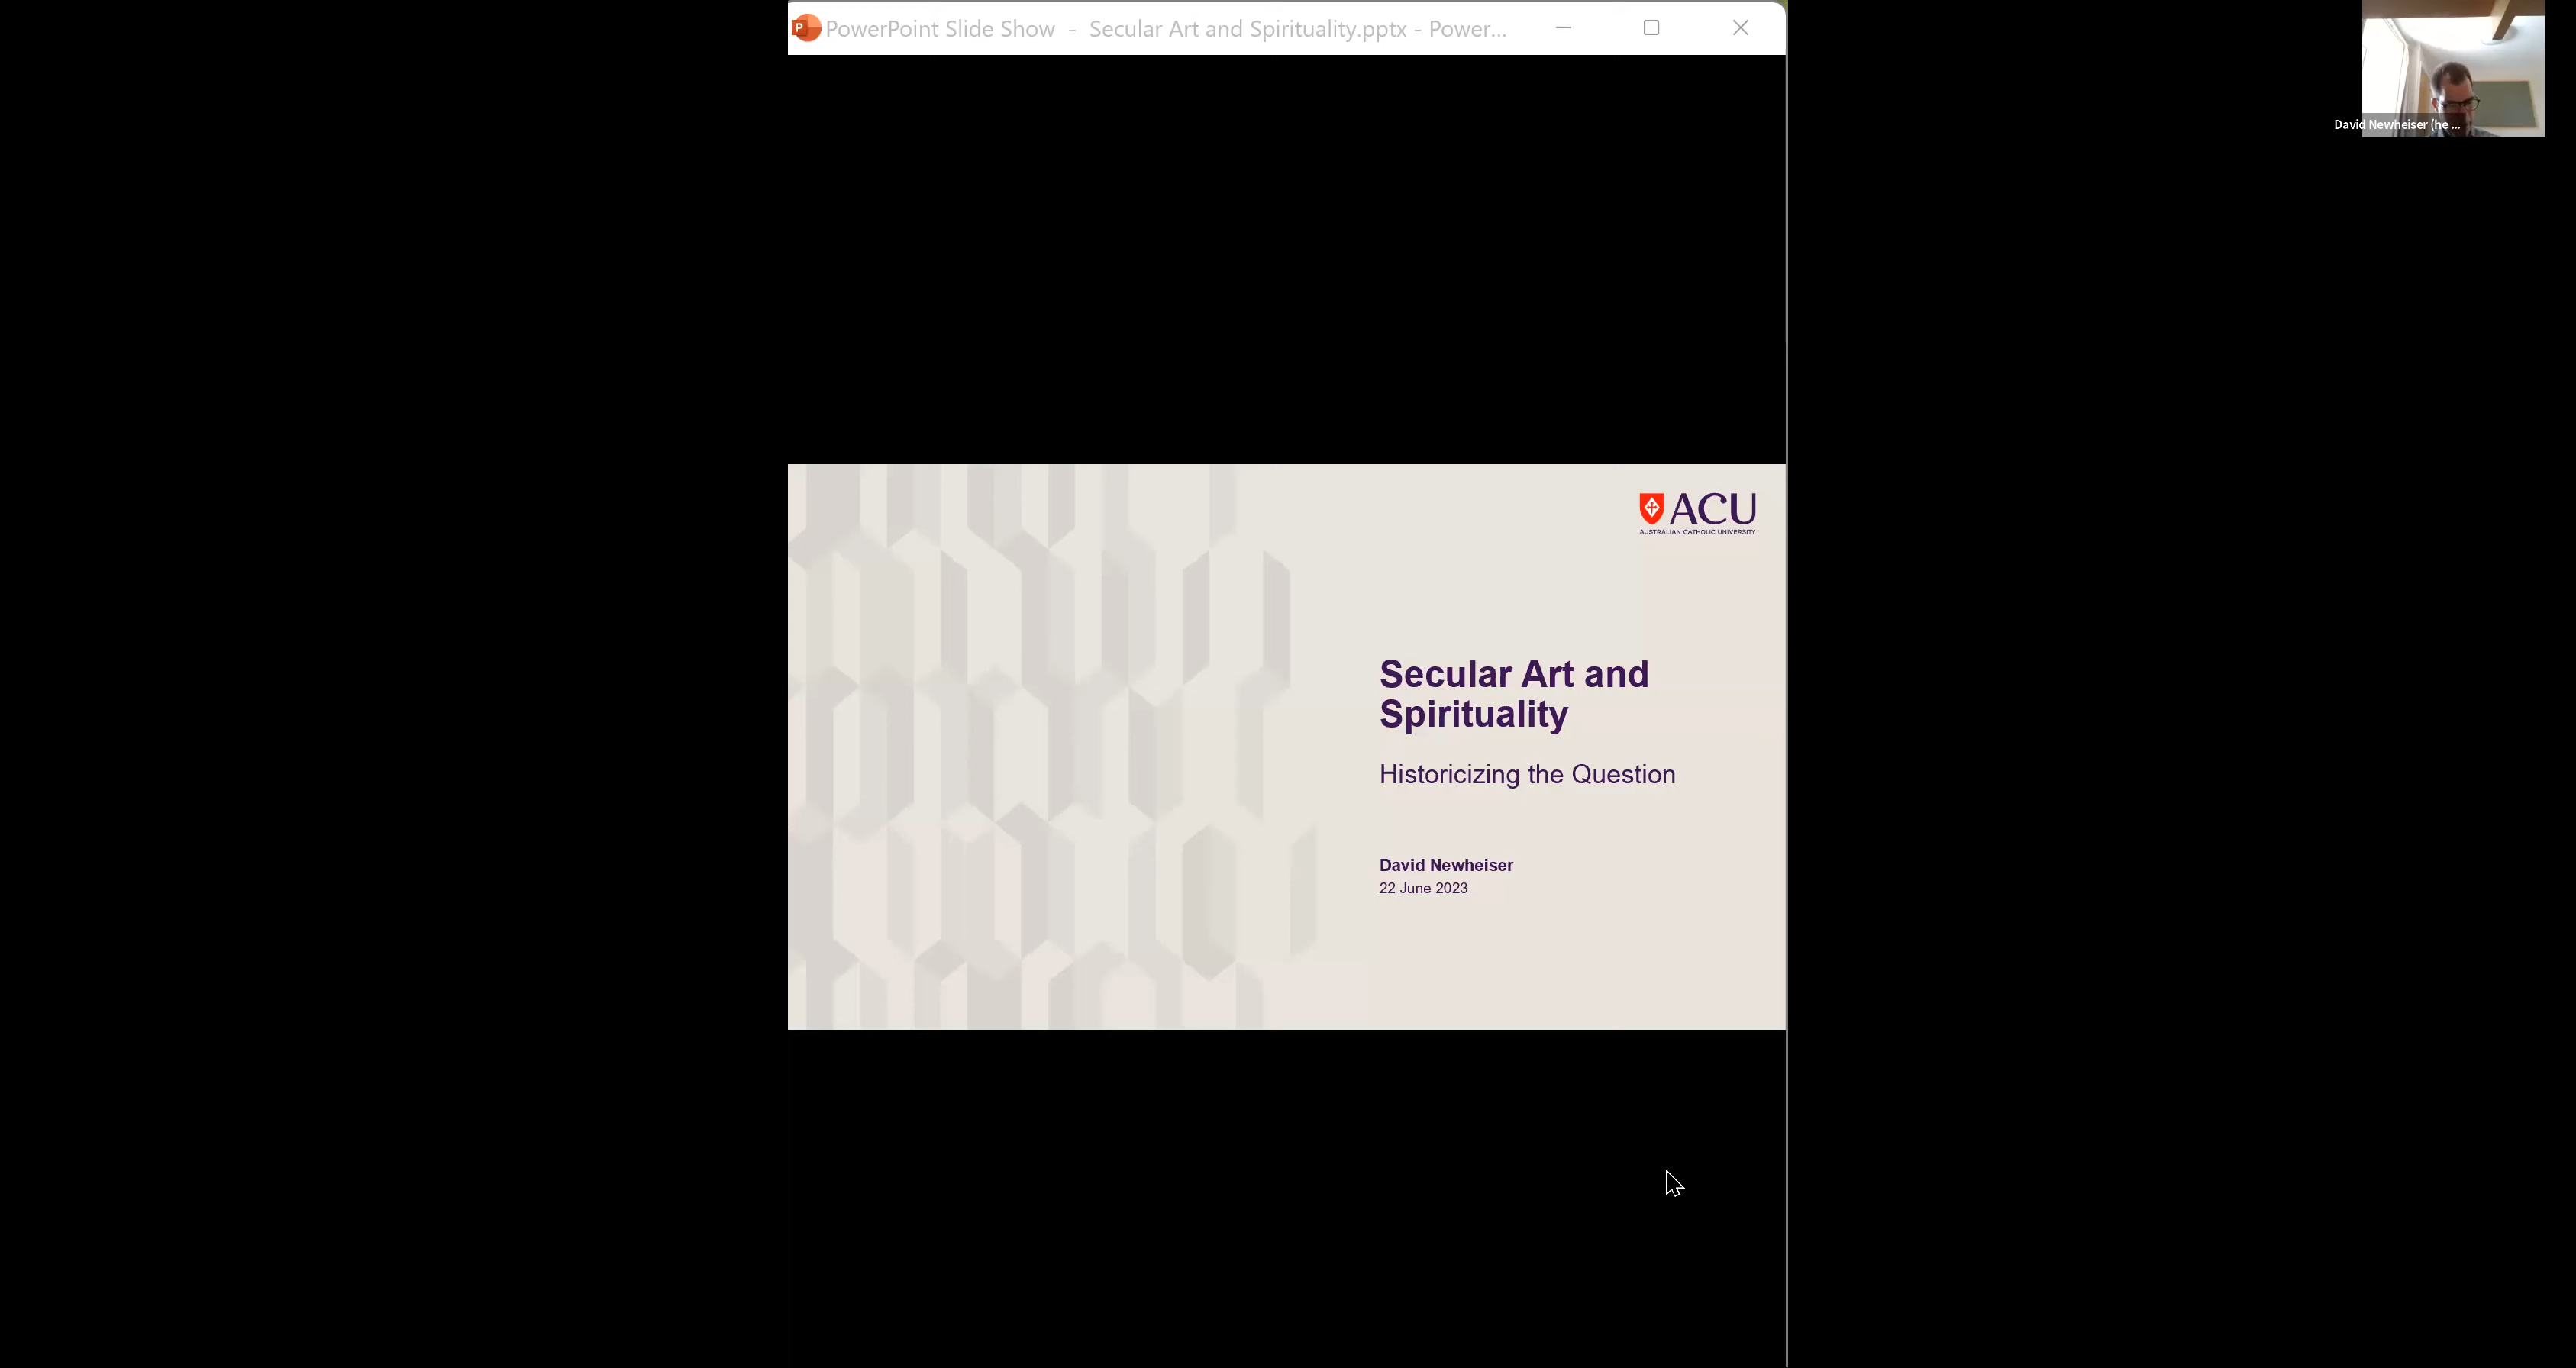 PowerPoint Slide Show - Secular Art and Spirituality.pptx - Power...
David Newheiser (he ...
ACU
AUSTRALIAN CATHOLIC UNIVERSITY
Secular Art and
Spirituality
Historicizing the Question
David Newheiser
22 June 2023